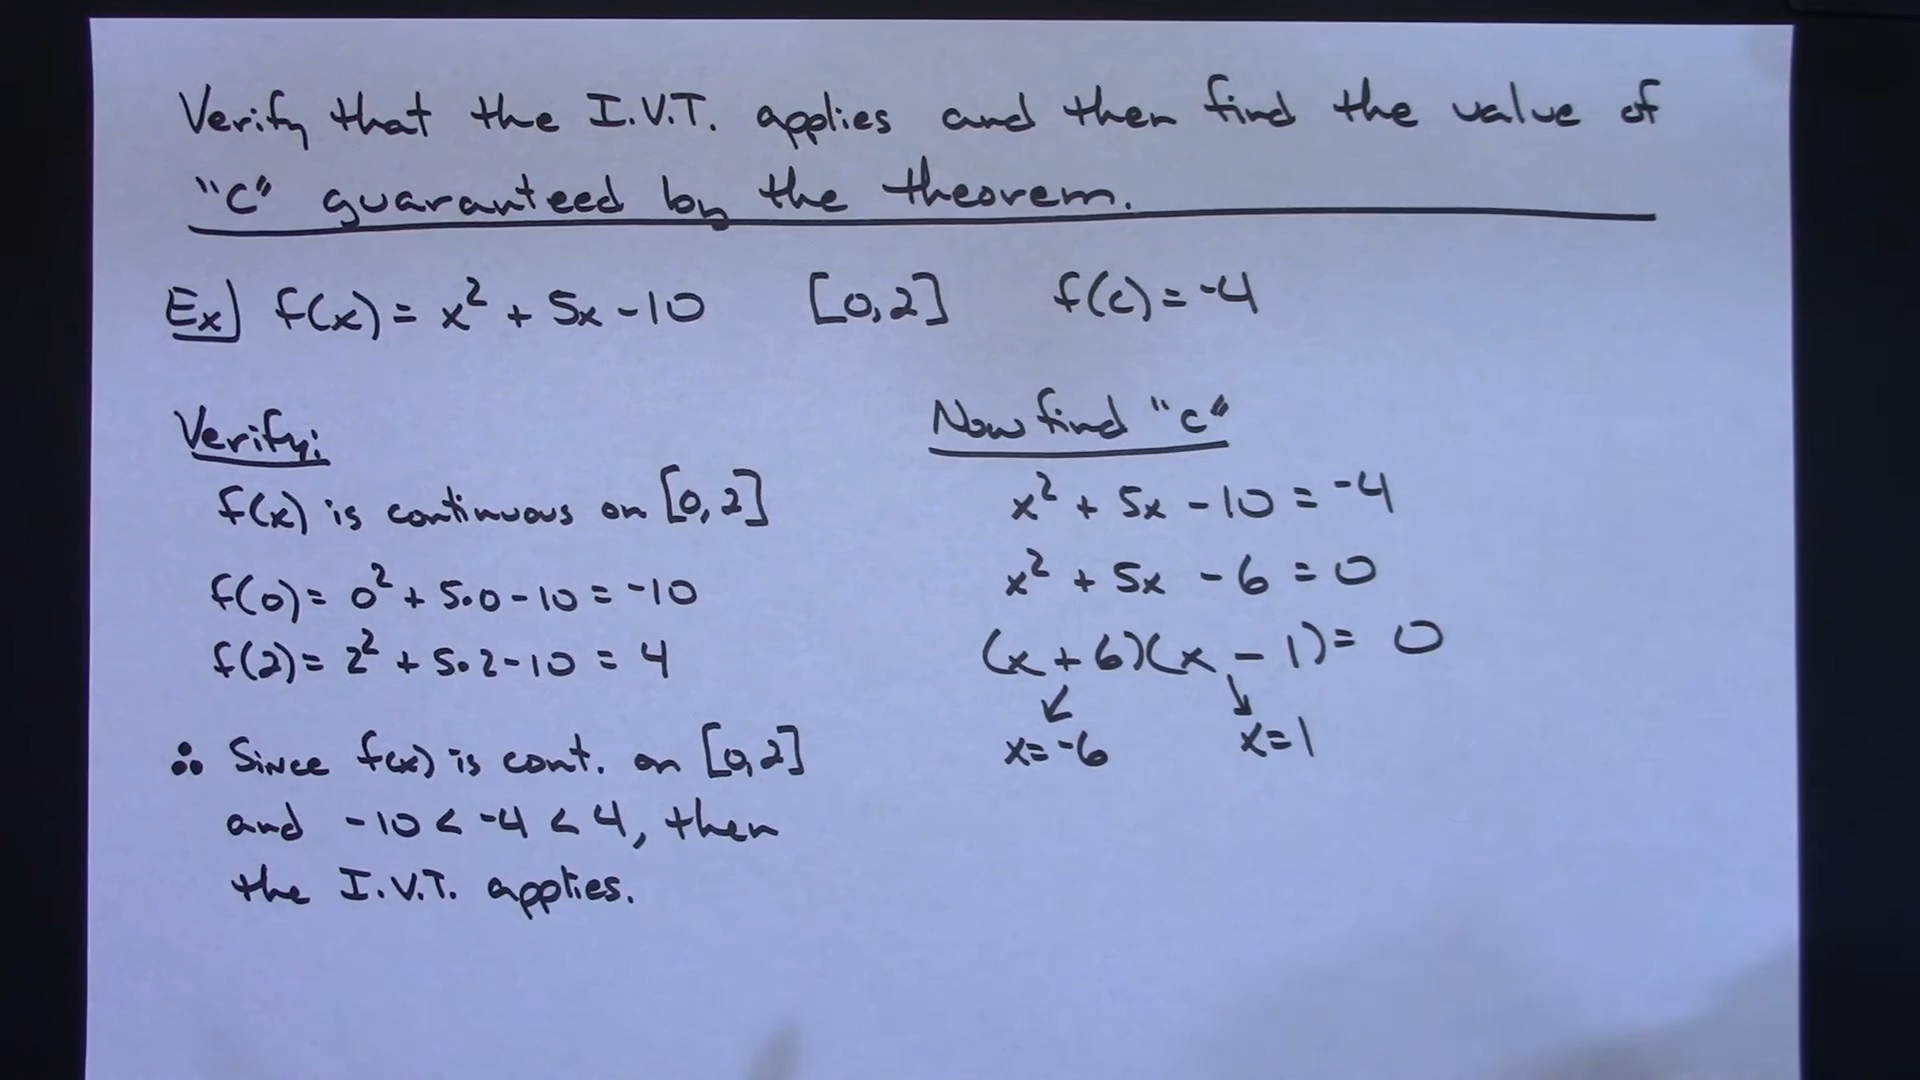 Verify that the I.V.T. applies and then find the value of
"c" guaranteed by the theorem.
Ex] f(x) = x² + 5x - 10 [0,2] f(c) = -4
Verify:
f(x) is continuous on [0,2]
f(0) = 0² + 5·0 - 10 = -10
f(2) = 2² + 5·2 - 10 = 4
∴ Since f(x) is cont. on [0,2]
and -10 < -4 < 4, then
the I.V.T. applies.
Now find "c"
x² + 5x - 10 = -4
x² + 5x - 6 = 0
(x + 6)(x - 1) = 0
↙ ↘
x = -6 x = 1